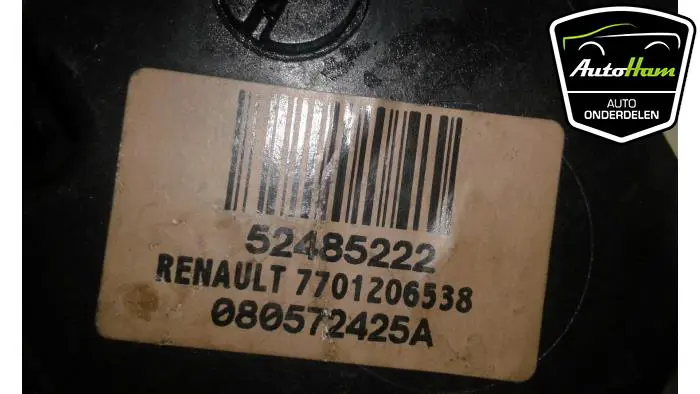 AutoHam
AUTO
ONDERDELEN
52485222
RENAULT 7701206538
080572425A